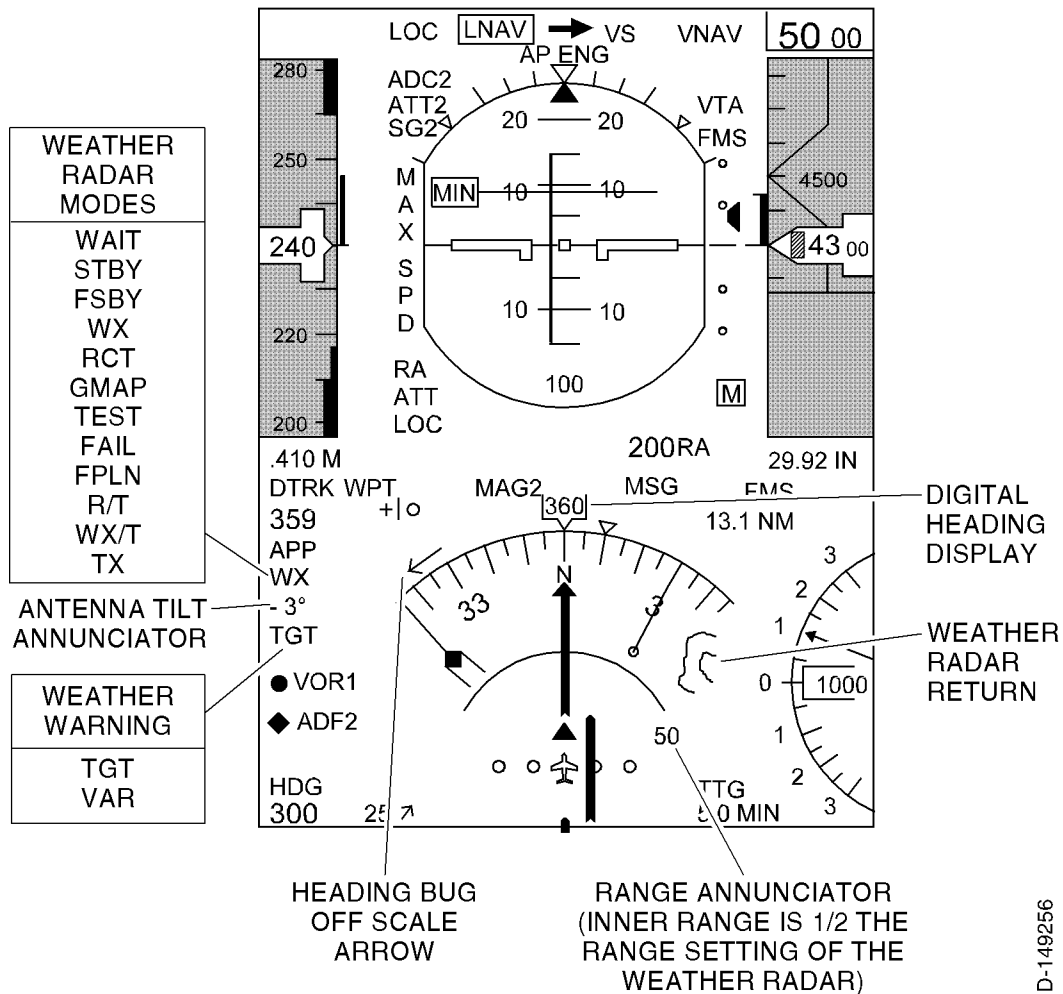 LOC LNAV VS VNAV 50 00
AP ENG
280
ADC2
ATT2
SG2
VTA
FMS
20 20
WEATHER
RADAR
MODES
WAIT
STBY
FSBY
WX
RCT
GMAP
TEST
FAIL
FPLN
R/T
WX/T
TX
250
240
220
200
M
A
X
S
P
D
MIN
10 10
10 10
100
4500
43 00
RA
ATT
LOC
M
200RA
.410 M
29.92 IN
DTRK WPT MAG2 MSG FMS
359 360 13.1 NM
APP
WX
- 3°
TGT
+
N
33 3
VOR1
ADF2
50
HDG
300
25
TTG
5.0 MIN
3
2
1
0 1000
1
2
3
ANTENNA TILT
ANNUNCIATOR
WEATHER
WARNING
TGT
VAR
DIGITAL
HEADING
DISPLAY
WEATHER
RADAR
RETURN
HEADING BUG
OFF SCALE
ARROW
RANGE ANNUNCIATOR
(INNER RANGE IS 1/2 THE
RANGE SETTING OF THE
WEATHER RADAR)
D-149256